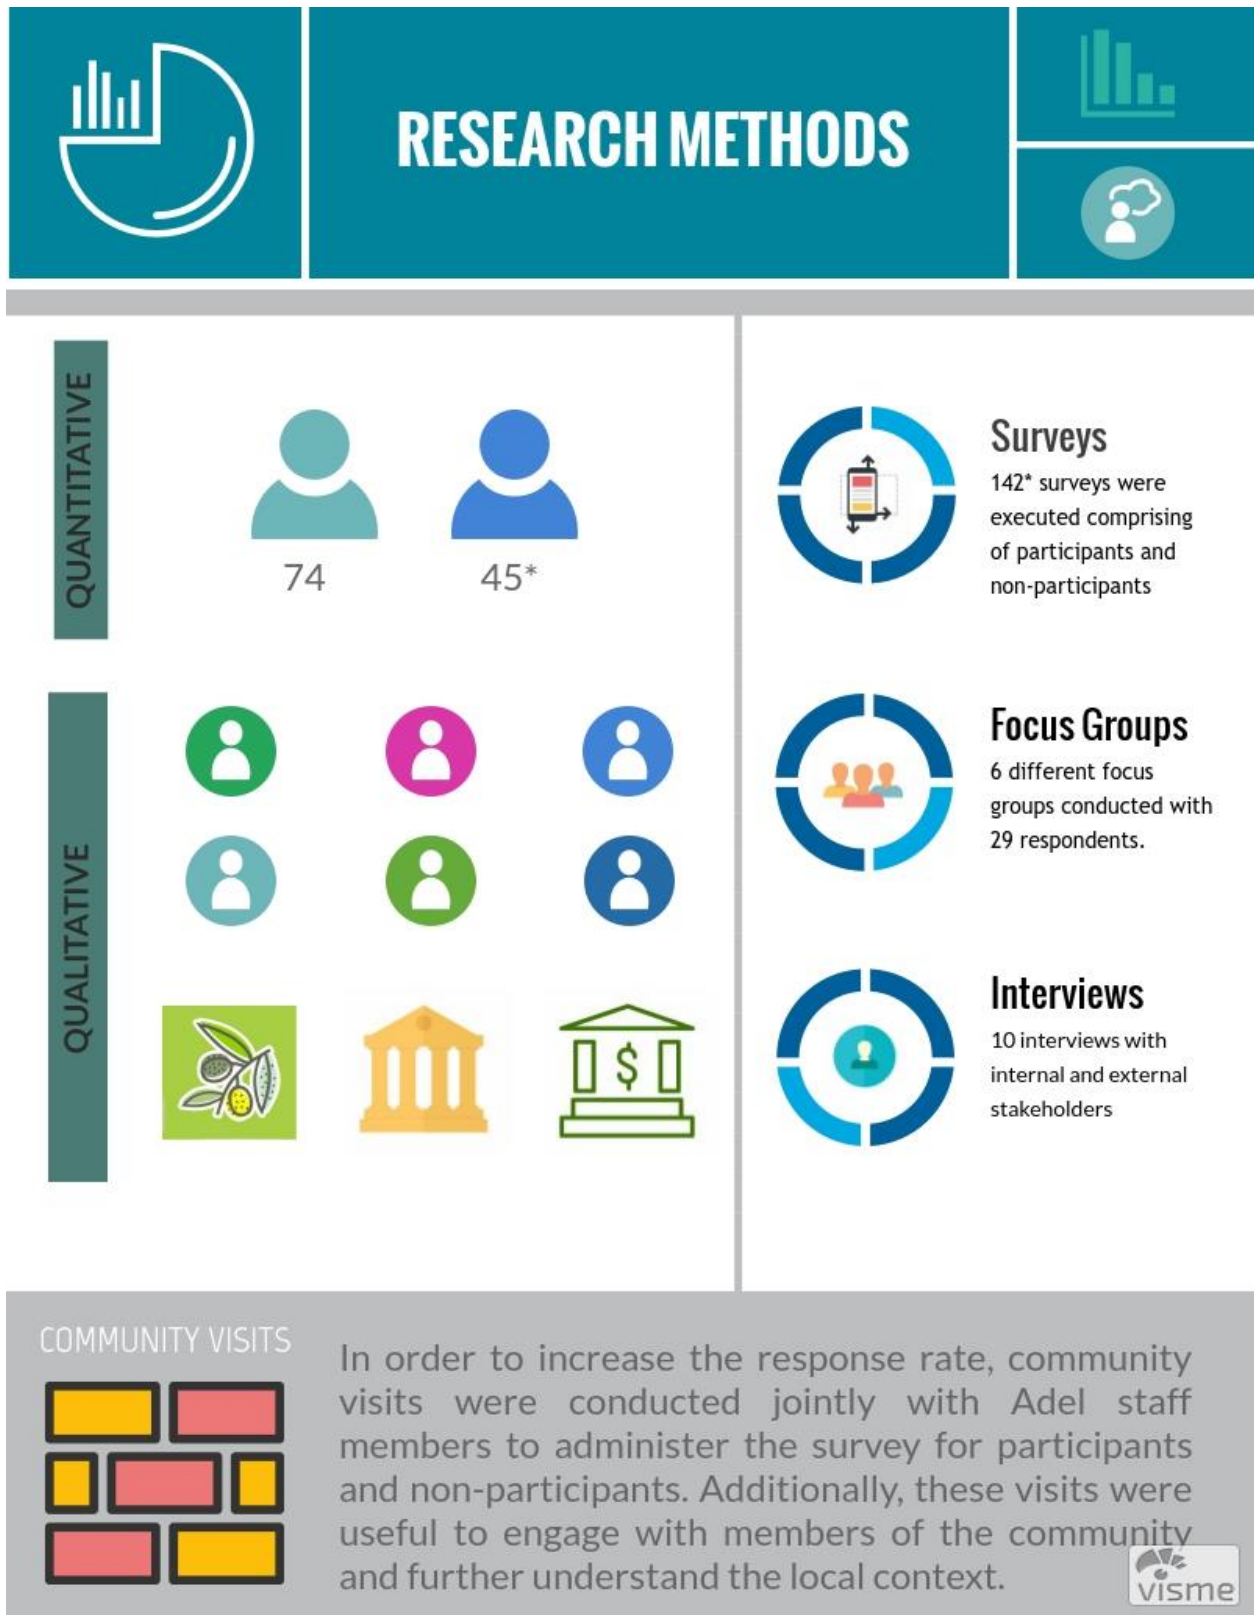 RESEARCH METHODS
QUANTITATIVE
74
45*
Surveys
142* surveys were
executed comprising
of participants and
non-participants
QUALITATIVE
Focus Groups
6 different focus
groups conducted with
29 respondents.
$
Interviews
10 interviews with
internal and external
stakeholders
COMMUNITY VISITS
In order to increase the response rate, community
visits were conducted jointly with Adel staff
members to administer the survey for participants
and non-participants. Additionally, these visits were
useful to engage with members of the community
and further understand the local context.
visme